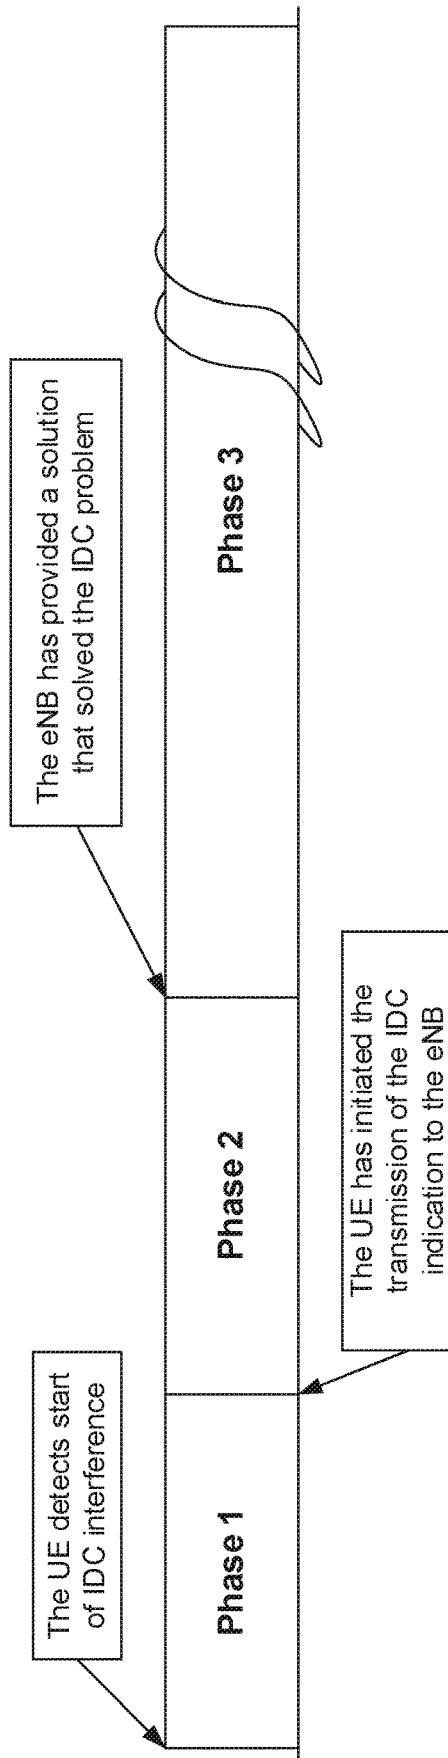 The UE detects start
of IDC interference
The eNB has provided a solution
that solved the IDC problem
Phase 1
Phase 2
Phase 3
The UE has initiated the
transmission of the IDC
indication to the eNB